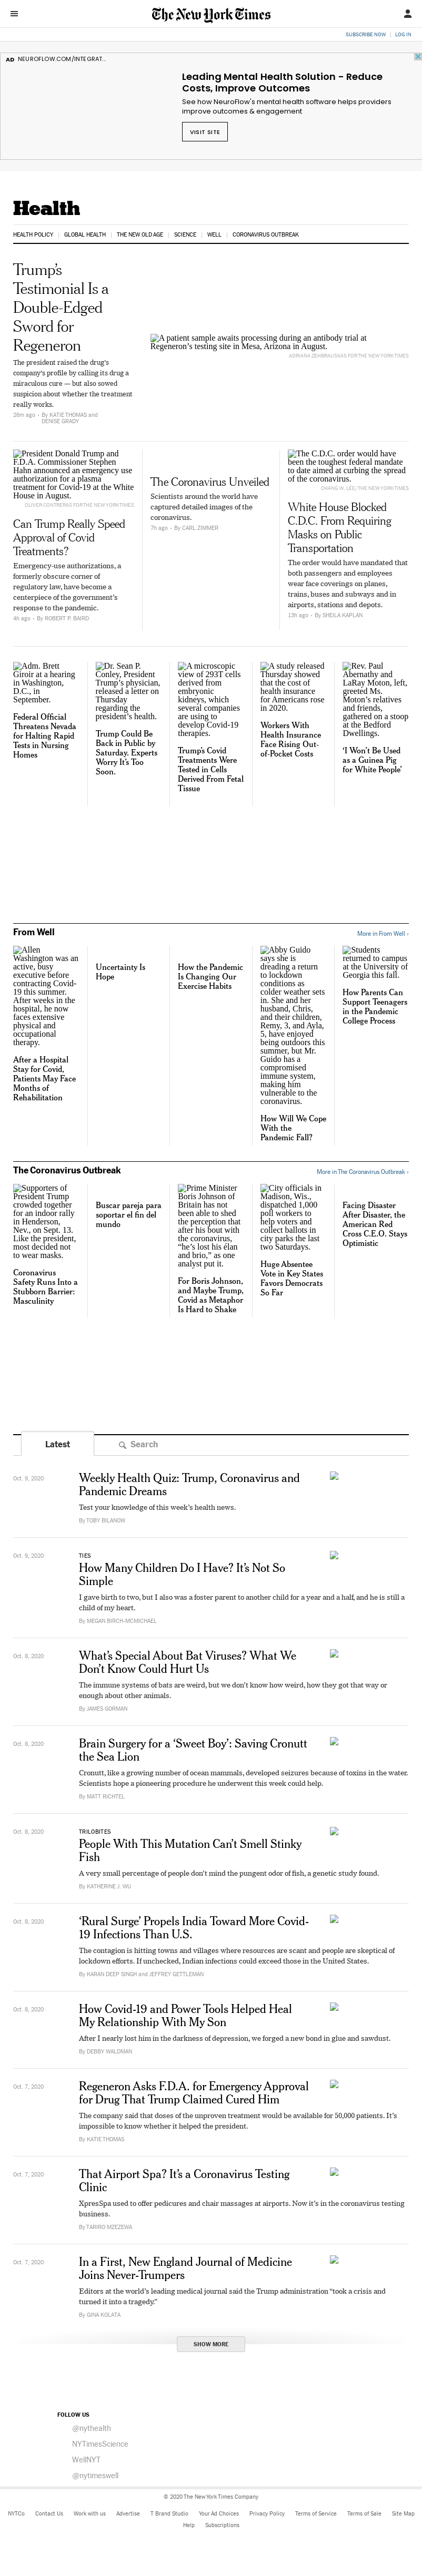 The New York Times
SUBSCRIBE NOW | LOG IN
AD NEUROFLOW.COM/INTEGRAT...
Leading Mental Health Solution - Reduce
Costs, Improve Outcomes
See how NeuroFlow's mental health software helps providers
improve outcomes & engagement
VISIT SITE
Health
HEALTH POLICY | GLOBAL HEALTH | THE NEW OLD AGE | SCIENCE | WELL | CORONAVIRUS OUTBREAK
Trump's
Testimonial Is a
Double-Edged
Sword for
Regeneron
The president raised the drug's
company's profile by calling its drug a
miraculous cure — but also sowed
suspicion about whether the treatment
really works.
26m ago • By KATIE THOMAS and
DENISE GRADY
A patient sample awaits processing during an antibody trial at
Regeneron's testing site in Mesa, Arizona in August.
ADRIANA ZEHBRAUSKAS FOR THE NEW YORK TIMES
President Donald Trump and
F.D.A. Commissioner Stephen
Hahn announced an emergency use
authorization for a plasma
treatment for Covid-19 at the White
House in August.
OLIVER CONTRERAS FOR THE NEW YORK TIMES
Can Trump Really Speed
Approval of Covid
Treatments?
Emergency-use authorizations, a
formerly obscure corner of
regulatory law, have become a
centerpiece of the government's
response to the pandemic.
4h ago • By ROBERT P. BAIRD
The Coronavirus Unveiled
Scientists around the world have
captured detailed images of the
coronavirus.
7h ago • By CARL ZIMMER
The C.D.C. order would have
been the toughest federal mandate
to date aimed at curbing the spread
of the coronavirus.
CHANG W. LEE/THE NEW YORK TIMES
White House Blocked
C.D.C. From Requiring
Masks on Public
Transportation
The order would have mandated that
both passengers and employees
wear face coverings on planes,
trains, buses and subways and in
airports, stations and depots.
13h ago • By SHEILA KAPLAN
Adm. Brett
Giroir at a hearing
in Washington,
D.C., in
September.
Federal Official
Threatens Nevada
for Halting Rapid
Tests in Nursing
Homes
Dr. Sean P.
Conley, President
Trump's physician,
released a letter on
Thursday
regarding the
president's health.
Trump Could Be
Back in Public by
Saturday. Experts
Worry It's Too
Soon.
A microscopic
view of 293T cells
derived from
embryonic
kidneys, which
several companies
are using to
develop Covid-19
therapies.
Trump's Covid
Treatments Were
Tested in Cells
Derived From Fetal
Tissue
A study released
Thursday showed
that the cost of
health insurance
for Americans rose
in 2020.
Workers With
Health Insurance
Face Rising Out-
of-Pocket Costs
Rev. Paul
Abernathy and
LaRay Moton, left,
greeted Ms.
Moton's relatives
and friends,
gathered on a stoop
at the Bedford
Dwellings.
'I Won't Be Used
as a Guinea Pig
for White People'
From Well
More in From Well ›
Allen
Washington was an
active, busy
executive before
contracting Covid-
19 this summer.
After weeks in the
hospital, he now
faces extensive
physical and
occupational
therapy.
After a Hospital
Stay for Covid,
Patients May Face
Months of
Rehabilitation
Uncertainty Is
Hope
How the Pandemic
Is Changing Our
Exercise Habits
Abby Guido
says she is
dreading a return
to lockdown
conditions as
colder weather sets
in. She and her
husband, Chris,
and their children,
Remy, 3, and Ayla,
5, have enjoyed
being outdoors this
summer, but Mr.
Guido has a
compromised
immune system,
making him
vulnerable to the
coronavirus.
How Will We Cope
With the
Pandemic Fall?
Students
returned to campus
at the University of
Georgia this fall.
How Parents Can
Support Teenagers
in the Pandemic
College Process
The Coronavirus Outbreak
More in The Coronavirus Outbreak ›
Supporters of
President Trump
crowded together
for an indoor rally
in Henderson,
Nev., on Sept. 13.
Like the president,
most decided not
to wear masks.
Coronavirus
Safety Runs Into a
Stubborn Barrier:
Masculinity
Buscar pareja para
soportar el fin del
mundo
Prime Minister
Boris Johnson of
Britain has not
been able to shed
the perception that
after his bout with
the coronavirus,
"he's lost his élan
and brio," as one
analyst put it.
For Boris Johnson,
and Maybe Trump,
Covid as Metaphor
Is Hard to Shake
City officials in
Madison, Wis.,
dispatched 1,000
poll workers to
help voters and
collect ballots in
city parks the last
two Saturdays.
Huge Absentee
Vote in Key States
Favors Democrats
So Far
Facing Disaster
After Disaster, the
American Red
Cross C.E.O. Stays
Optimistic
Latest
Search
Oct. 9, 2020
Weekly Health Quiz: Trump, Coronavirus and
Pandemic Dreams
Test your knowledge of this week's health news.
By TOBY BILANOW
Oct. 9, 2020
TIES
How Many Children Do I Have? It's Not So
Simple
I gave birth to two, but I also was a foster parent to another child for a year and a half, and he is still a
child of my heart.
By MEGAN BIRCH-MCMICHAEL
Oct. 8, 2020
What's Special About Bat Viruses? What We
Don't Know Could Hurt Us
The immune systems of bats are weird, but we don't know how weird, how they got that way or
enough about other animals.
By JAMES GORMAN
Oct. 8, 2020
Brain Surgery for a 'Sweet Boy': Saving Cronutt
the Sea Lion
Cronutt, like a growing number of ocean mammals, developed seizures because of toxins in the water.
Scientists hope a pioneering procedure he underwent this week could help.
By MATT RICHTEL
Oct. 8, 2020
TRILOBITES
People With This Mutation Can't Smell Stinky
Fish
A very small percentage of people don't mind the pungent odor of fish, a genetic study found.
By KATHERINE J. WU
Oct. 8, 2020
'Rural Surge' Propels India Toward More Covid-
19 Infections Than U.S.
The contagion is hitting towns and villages where resources are scant and people are skeptical of
lockdown efforts. If unchecked, Indian infections could exceed those in the United States.
By KARAN DEEP SINGH and JEFFREY GETTLEMAN
Oct. 8, 2020
How Covid-19 and Power Tools Helped Heal
My Relationship With My Son
After I nearly lost him in the darkness of depression, we forged a new bond in glue and sawdust.
By DEBBY WALDMAN
Oct. 7, 2020
Regeneron Asks F.D.A. for Emergency Approval
for Drug That Trump Claimed Cured Him
The company said that doses of the unproven treatment would be available for 50,000 patients. It's
impossible to know whether it helped the president.
By KATIE THOMAS
Oct. 7, 2020
That Airport Spa? It's a Coronavirus Testing
Clinic
XpresSpa used to offer pedicures and chair massages at airports. Now it's in the coronavirus testing
business.
By TARIRO MZEZEWA
Oct. 7, 2020
In a First, New England Journal of Medicine
Joins Never-Trumpers
Editors at the world's leading medical journal said the Trump administration "took a crisis and
turned it into a tragedy."
By GINA KOLATA
SHOW MORE
FOLLOW US
@nythealth
NYTimesScience
WellNYT
@nytimeswell
© 2020 The New York Times Company
NYTCo Contact Us Work with us Advertise T Brand Studio Your Ad Choices Privacy Policy Terms of Service Terms of Sale Site Map
Help Subscriptions